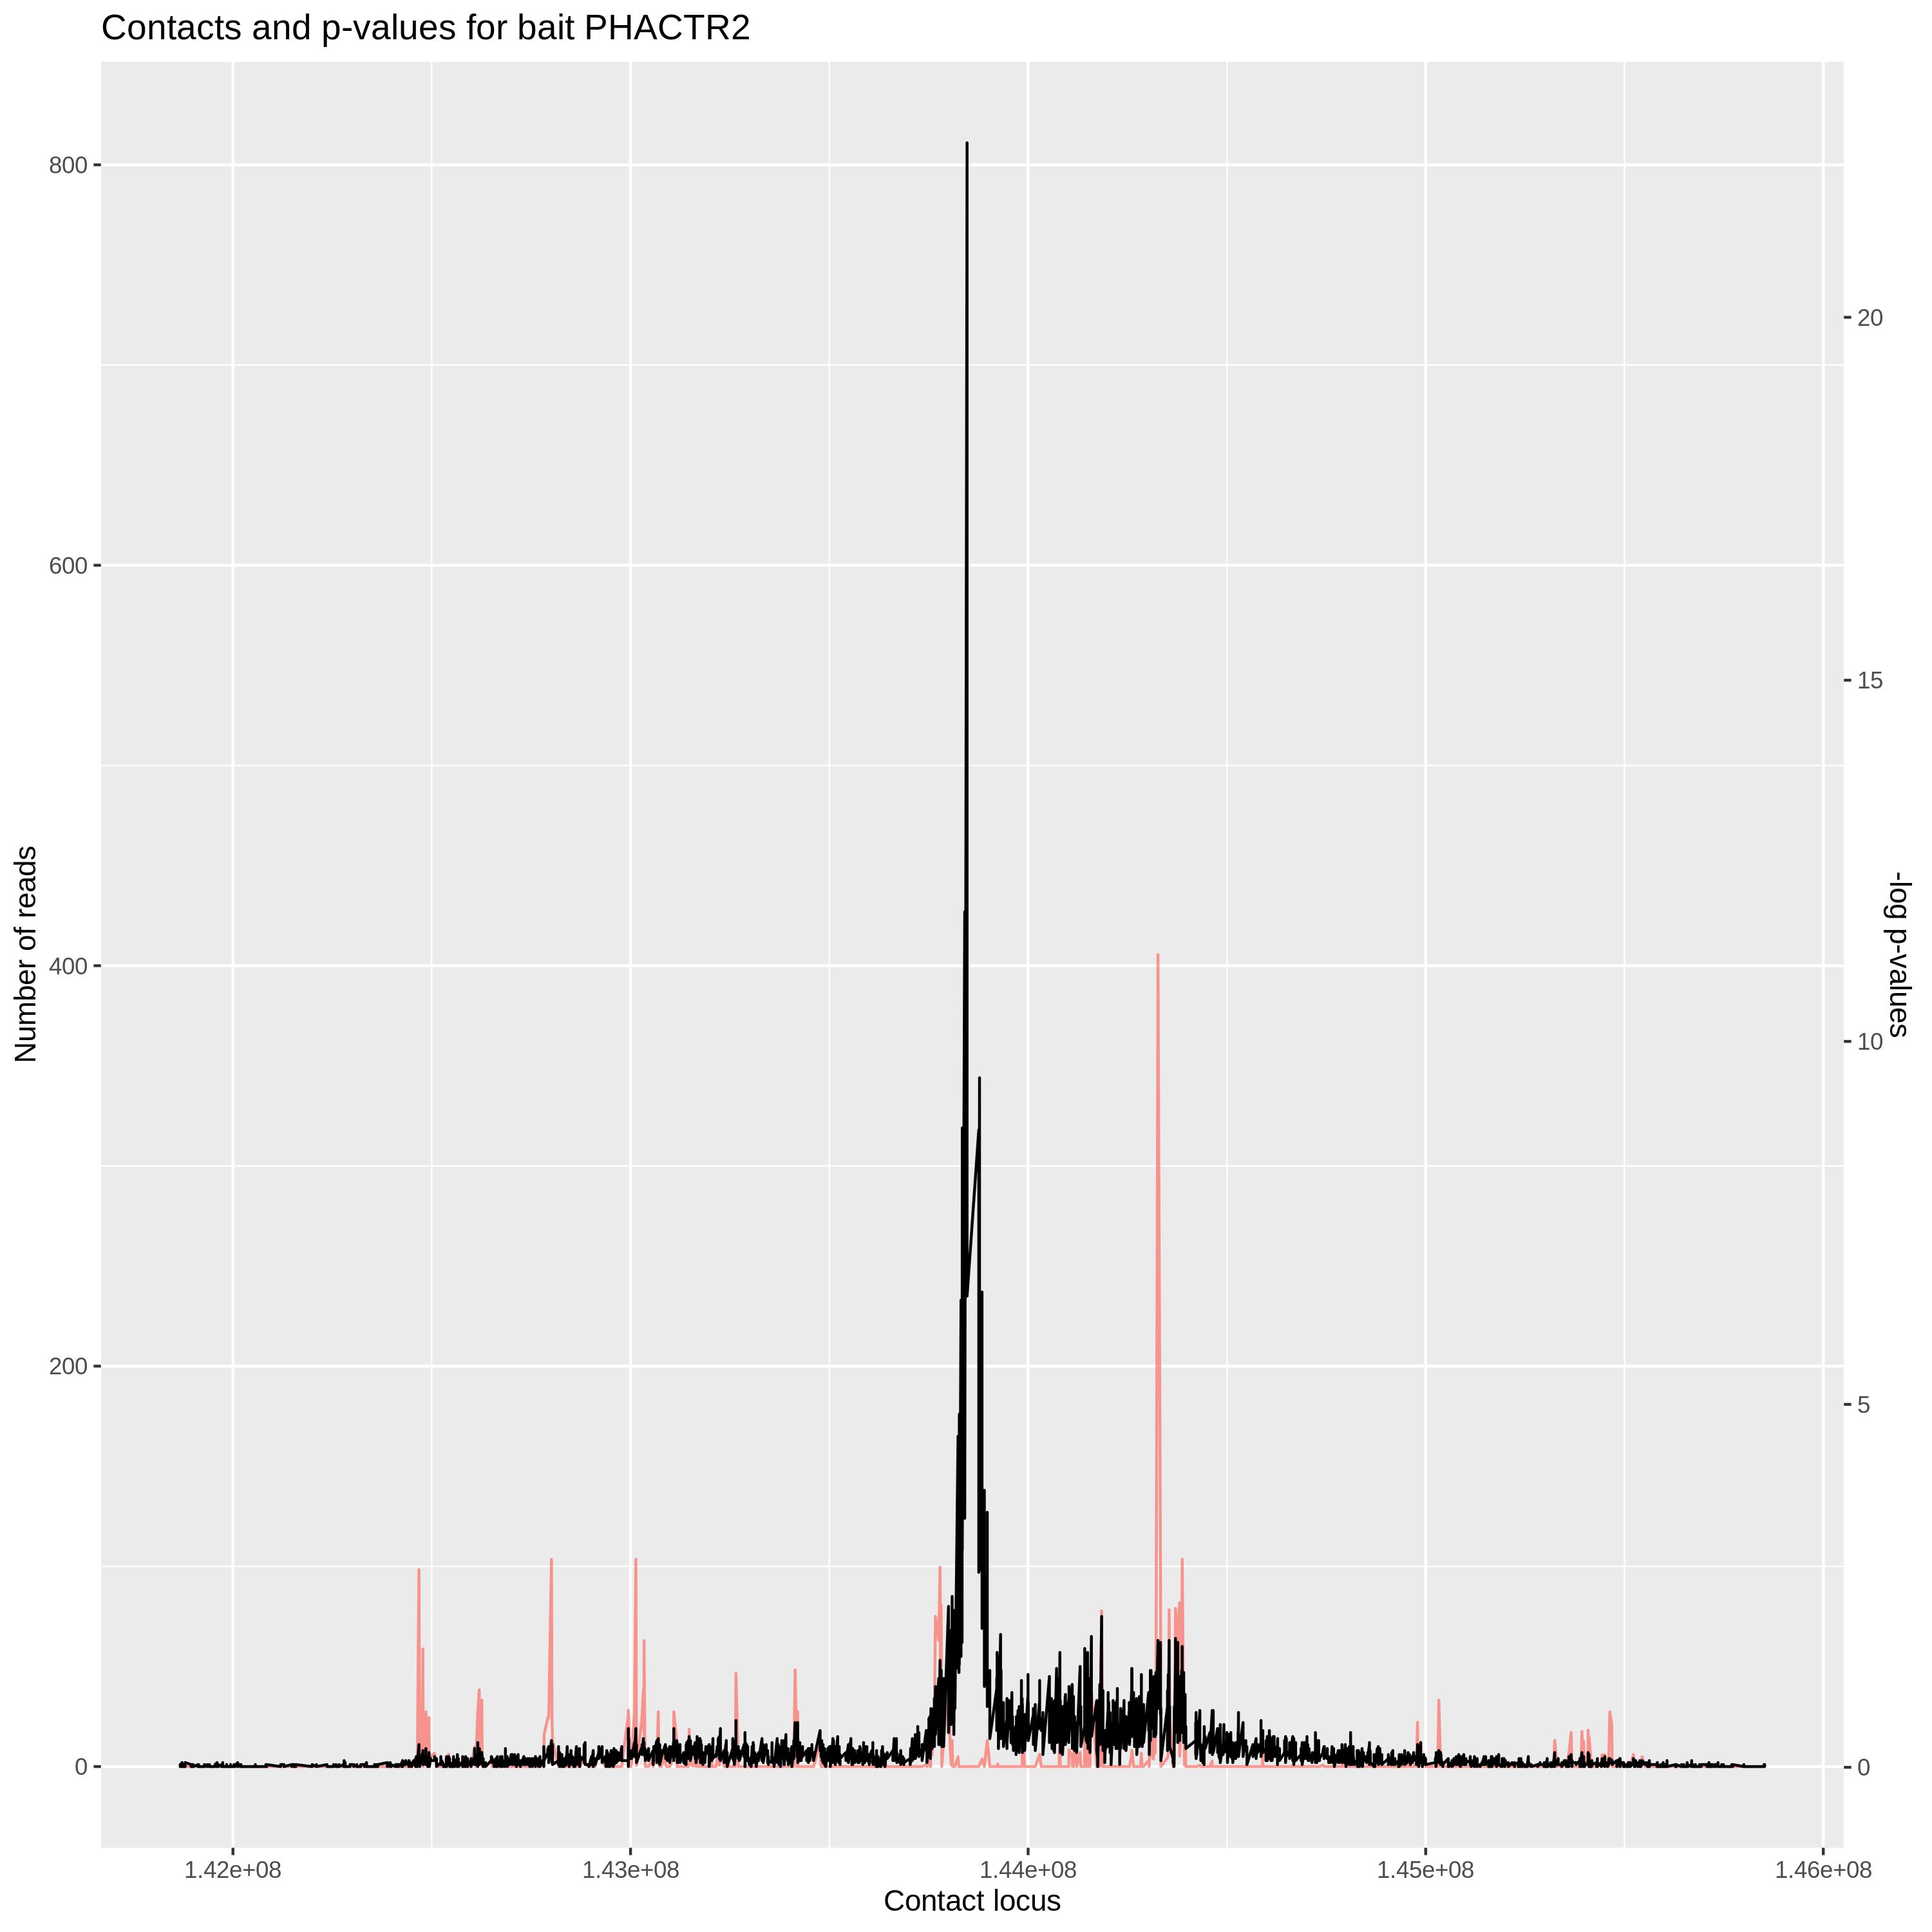 Contacts and p-values for bait PHACTR2
800
600
400
200
0
Number of reads
20
15
10
5
0
-log p-values
1.42e+08 1.43e+08 1.44e+08 1.45e+08 1.46e+08
Contact locus